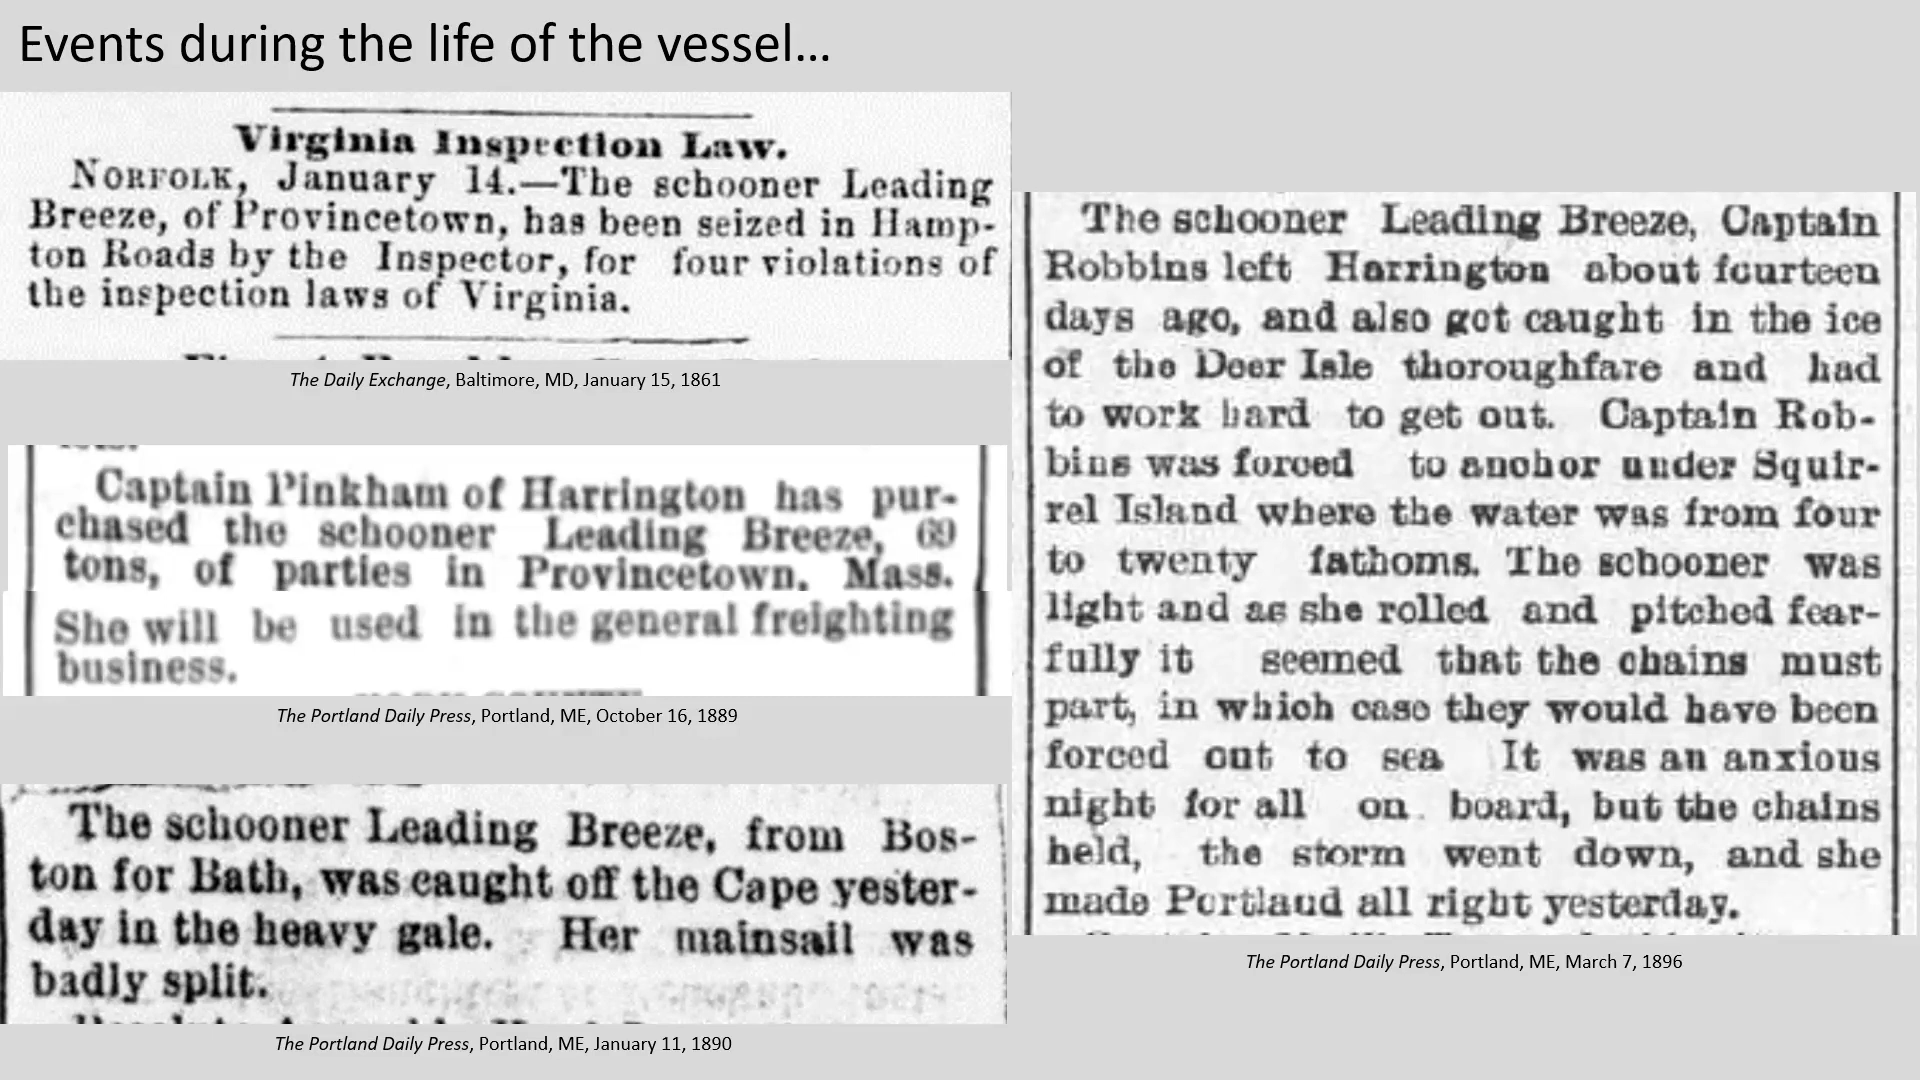 Events during the life of the vessel...
Virginia Inspection Law.
NORFOLK, January 14.—The schooner Leading
Breeze, of Provincetown, has been seized in Hamp-
ton Roads by the Inspector, for four violations of
the inspection laws of Virginia.
The Daily Exchange, Baltimore, MD, January 15, 1861
Captain Pinkham of Harrington has pur-
chased the schooner Leading Breeze, 69
tons, of parties in Provincetown, Mass.
She will be used in the general freighting
business.
The Portland Daily Press, Portland, ME, October 16, 1889
The schooner Leading Breeze, from Bos-
ton for Bath, was caught off the Cape yester-
day in the heavy gale. Her mainsail was
badly split.
The Portland Daily Press, Portland, ME, January 11, 1890
The schooner Leading Breeze, Captain
Robbins left Harrington about fourteen
days ago, and also got caught in the ice
of the Deer Isle thoroughfare and had
to work hard to get out. Captain Rob-
bins was forced to anchor under Squir-
rel Island where the water was from four
to twenty fathoms. The schooner was
light and as she rolled and pitched fear-
fully it seemed that the chains must
part, in which case they would have been
forced out to sea It was an anxious
night for all on board, but the chains
held, the storm went down, and she
made Portland all right yesterday.
The Portland Daily Press, Portland, ME, March 7, 1896